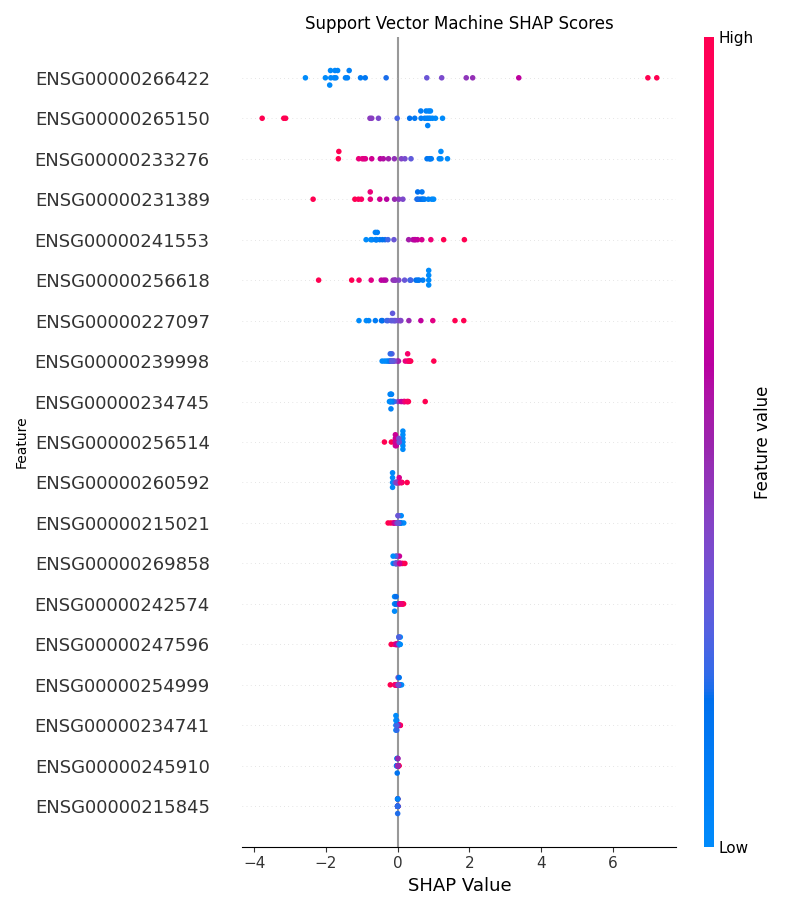 Support Vector Machine SHAP Scores
High
ENSG00000266422
ENSG00000265150
ENSG00000233276
ENSG00000231389
ENSG00000241553
ENSG00000256618
ENSG00000227097
ENSG00000239998
ENSG00000234745
ENSG00000256514
ENSG00000260592
ENSG00000215021
ENSG00000269858
ENSG00000242574
ENSG00000247596
ENSG00000254999
ENSG00000234741
ENSG00000245910
ENSG00000215845
Feature
Feature value
Low
−4 −2 0 2 4 6
SHAP Value